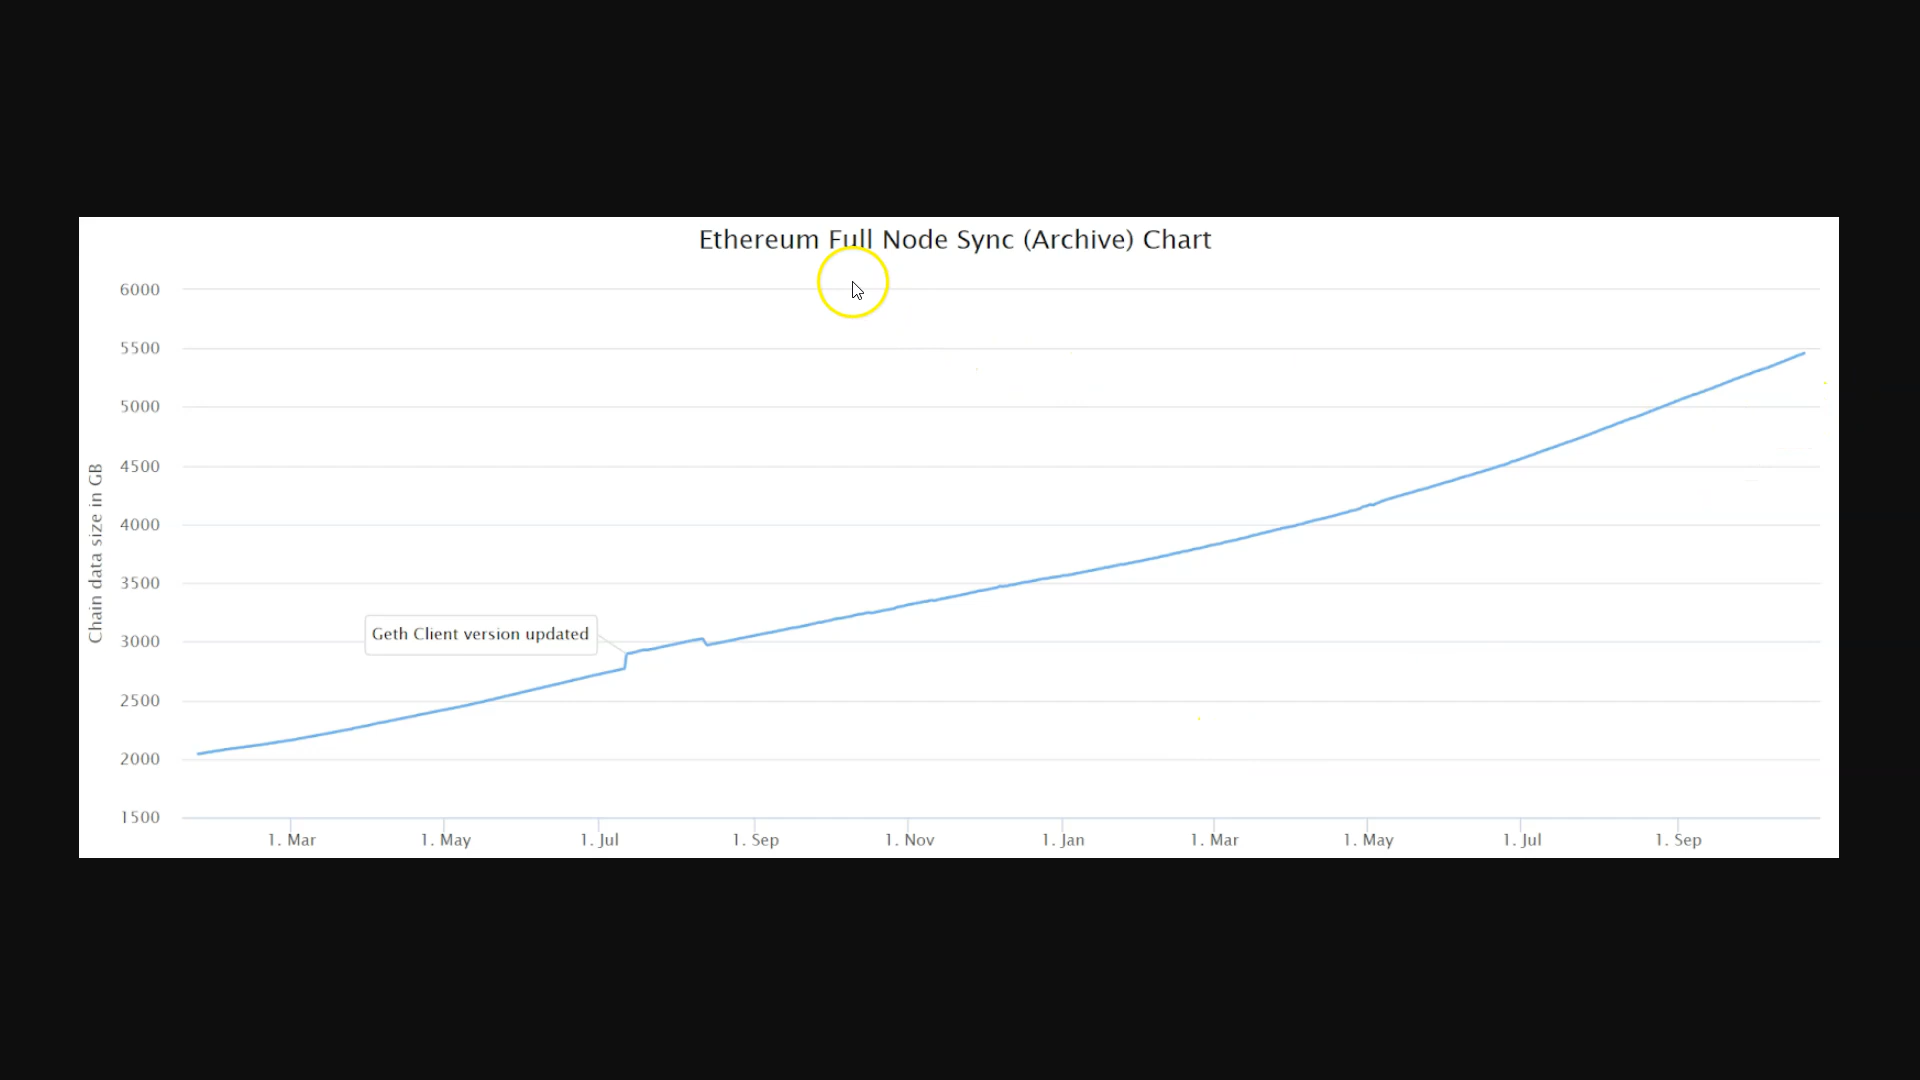 Ethereum Full Node Sync (Archive) Chart
6000
5500
5000
4500
4000
3500
3000
2500
2000
1500
Chain data size in GB
Geth Client version updated
1. Mar
1. May
1. Jul
1. Sep
1. Nov
1. Jan
1. Mar
1. May
1. Jul
1. Sep